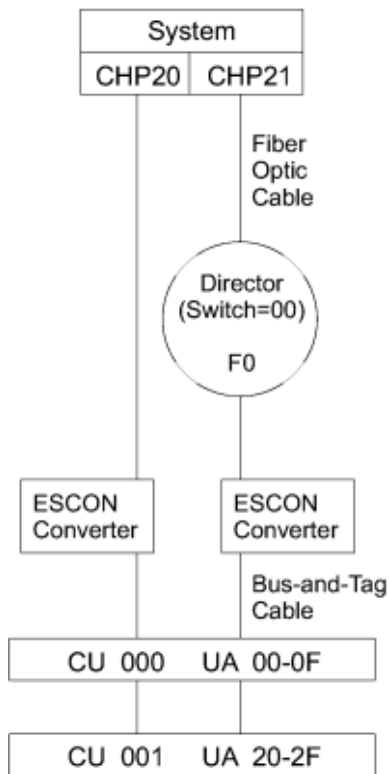 System
CHP20 CHP21
Fiber
Optic
Cable
Director
(Switch=00)
F0
ESCON
Converter
ESCON
Converter
Bus-and-Tag
Cable
CU 000 UA 00-0F
CU 001 UA 20-2F